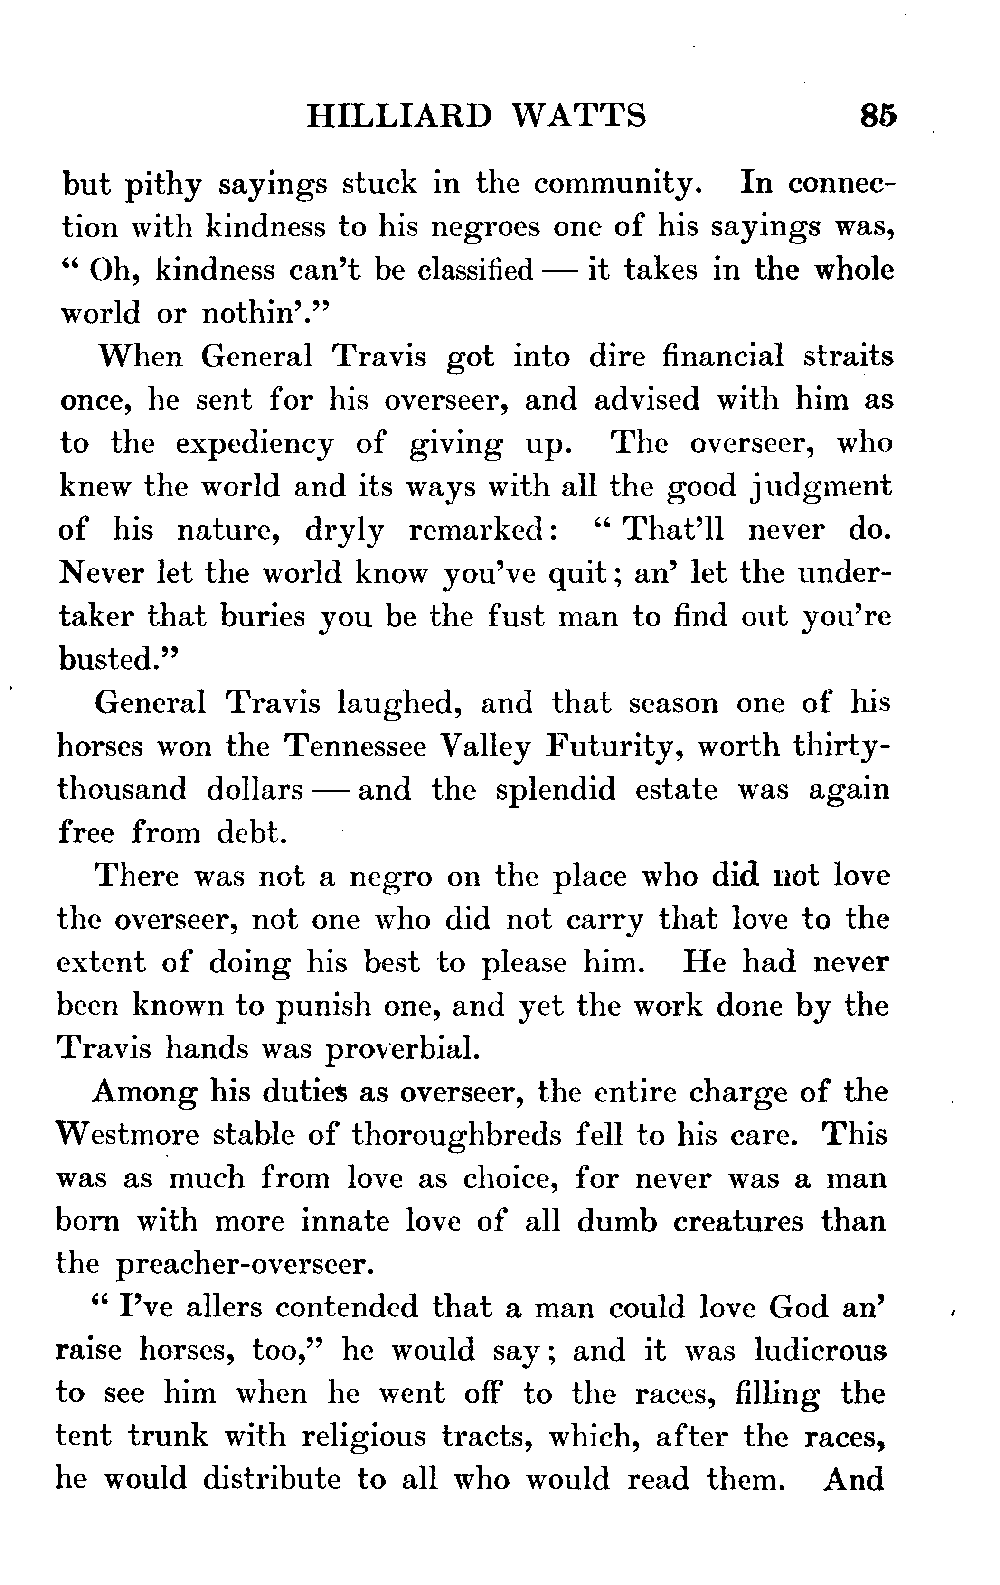 HILLIARD WATTS 85
but pithy sayings stuck in the community. In connec-
tion with kindness to his negroes one of his sayings was,
“ Oh, kindness can’t be classified — it takes in the whole
world or nothin’.”
When General Travis got into dire financial straits
once, he sent for his overseer, and advised with him as
to the expediency of giving up. The overseer, who
knew the world and its ways with all the good judgment
of his nature, dryly remarked: “ That’ll never do.
Never let the world know you’ve quit; an’ let the under-
taker that buries you be the fust man to find out you’re
busted.”
General Travis laughed, and that season one of his
horses won the Tennessee Valley Futurity, worth thirty-
thousand dollars — and the splendid estate was again
free from debt.
There was not a negro on the place who did not love
the overseer, not one who did not carry that love to the
extent of doing his best to please him. He had never
been known to punish one, and yet the work done by the
Travis hands was proverbial.
Among his duties as overseer, the entire charge of the
Westmore stable of thoroughbreds fell to his care. This
was as much from love as choice, for never was a man
born with more innate love of all dumb creatures than
the preacher-overseer.
“ I’ve allers contended that a man could love God an’
raise horses, too,” he would say; and it was ludicrous
to see him when he went off to the races, filling the
tent trunk with religious tracts, which, after the races,
he would distribute to all who would read them. And